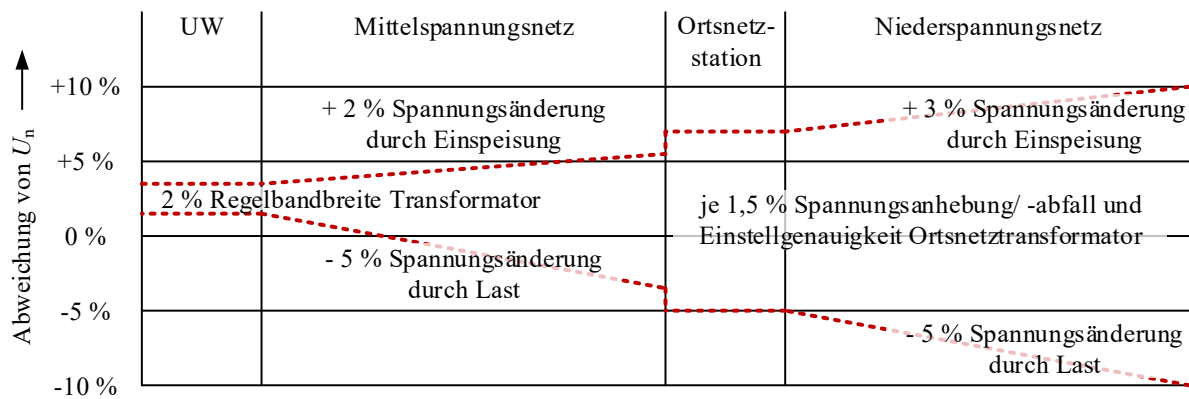 UW
Mittelspannungsnetz
Ortsnetz-
station
Niederspannungsnetz
Abweichung von Un
+10 %
+5 %
0 %
-5 %
-10 %
+ 2 % Spannungsänderung
durch Einspeisung
+ 3 % Spannungsänderung
durch Einspeisung
2 % Regelbandbreite Transformator
je 1,5 % Spannungsanhebung/ -abfall und
Einstellgenauigkeit Ortsnetztransformator
- 5 % Spannungsänderung
durch Last
- 5 % Spannungsänderung
durch Last